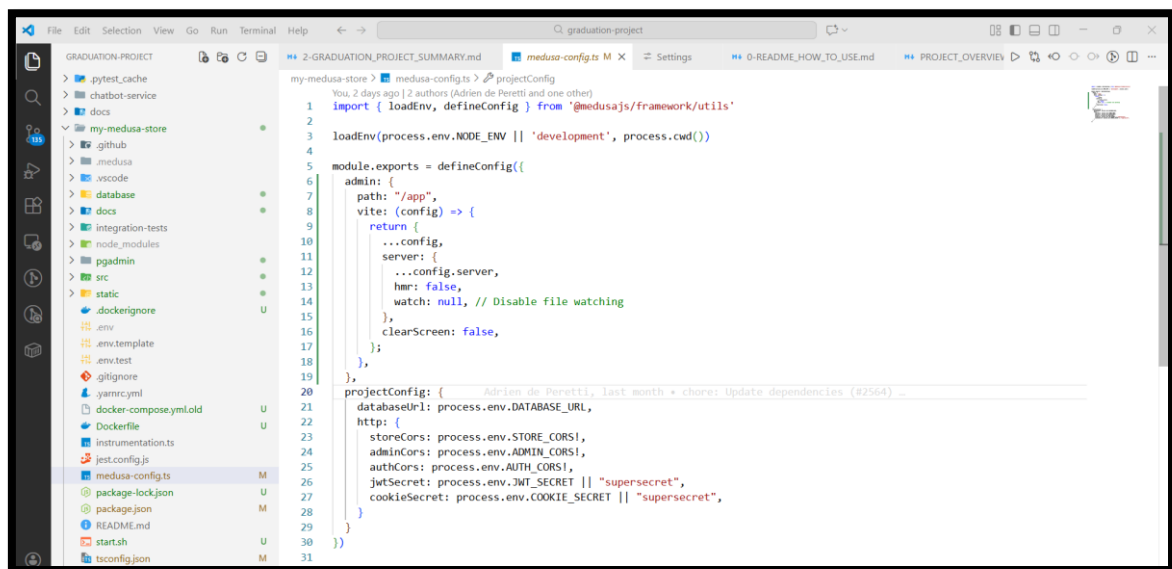 File Edit Selection View Go Run Terminal Help
graduation-project
GRADUATION-PROJECT
2-GRADUATION_PROJECT_SUMMARY.md
medusa-config.ts M
Settings
0-README_HOW_TO_USE.md
PROJECT_OVERVIEW
my-medusa-store > medusa-config.ts > projectConfig
.pytest_cache
chatbot-service
docs
my-medusa-store
.github
.medusa
.vscode
database
docs
integration-tests
node_modules
pgadmin
src
static
.dockerignore U
.env
.env.template
.env.test
.gitignore
.yarnrc.yml
docker-compose.yml.old U
Dockerfile U
instrumentation.ts
jest.config.js
medusa-config.ts M
package-lock.json U
package.json M
README.md
start.sh U
tsconfig.json M
135
You, 2 days ago | 2 authors (Adrien de Peretti and one other)
1 import { loadEnv, defineConfig } from '@medusajs/framework/utils'
2
3 loadEnv(process.env.NODE_ENV || 'development', process.cwd())
4
5 module.exports = defineConfig({
6 admin: {
7 path: "/app",
8 vite: (config) => {
9 return {
10 ...config,
11 server: {
12 ...config.server,
13 hmr: false,
14 watch: null, // Disable file watching
15 },
16 clearScreen: false,
17 };
18 },
19 },
20 projectConfig: { Adrien de Peretti, last month • chore: Update dependencies (#2564) …
21 databaseUrl: process.env.DATABASE_URL,
22 http: {
23 storeCors: process.env.STORE_CORS!,
24 adminCors: process.env.ADMIN_CORS!,
25 authCors: process.env.AUTH_CORS!,
26 jwtSecret: process.env.JWT_SECRET || "supersecret",
27 cookieSecret: process.env.COOKIE_SECRET || "supersecret",
28 }
29 }
30 })
31